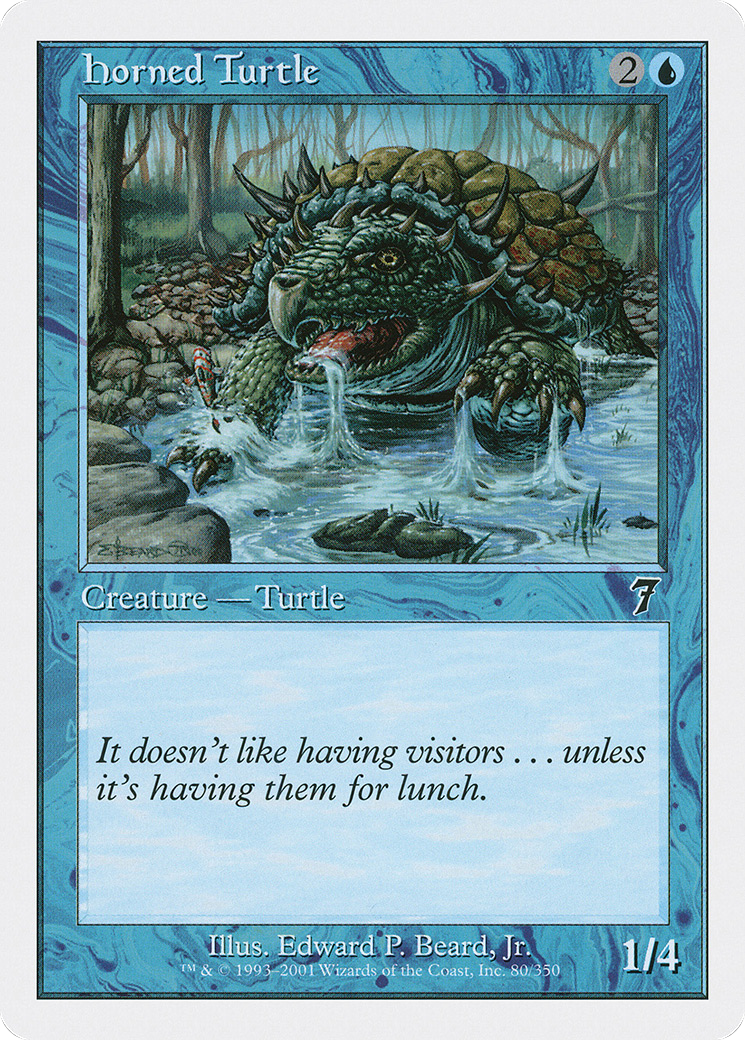 Horned Turtle 2
Creature — Turtle 7
It doesn't like having visitors . . . unless
it's having them for lunch.
Illus. Edward P. Beard, Jr.
™ & © 1993–2001 Wizards of the Coast, Inc. 80/350
1/4